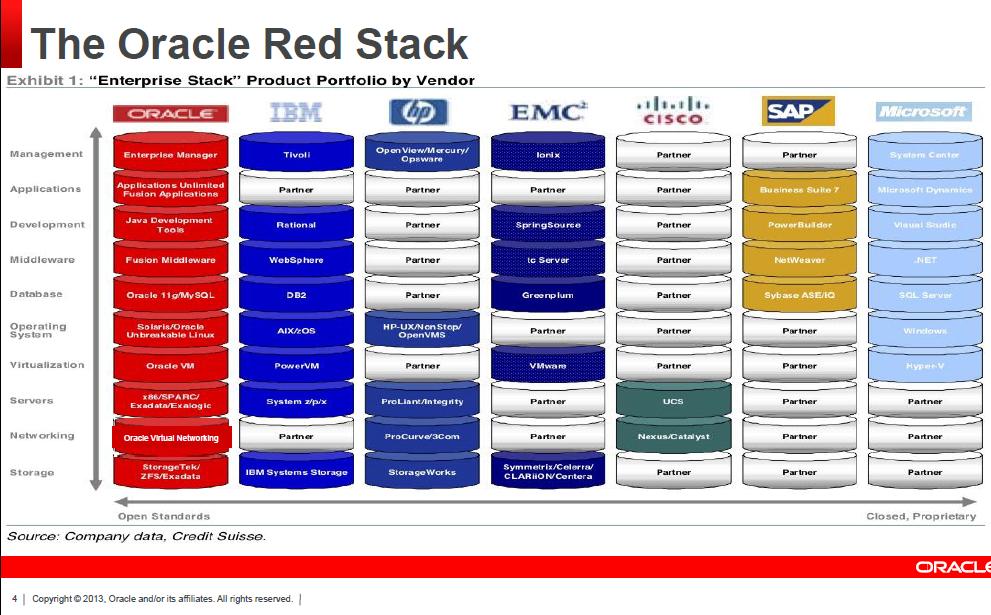 The Oracle Red Stack
Exhibit 1: “Enterprise Stack” Product Portfolio by Vendor
ORACLE IBM hp EMC² CISCO SAP Microsoft
Management
Enterprise Manager
Tivoli
OpenView/Mercury/
Opsware
Ionix
Partner
Partner
System Center
Applications
Applications Unlimited
Fusion Applications
Partner
Partner
Partner
Partner
Business Suite 7
Microsoft Dynamics
Development
Java Development
Tools
Rational
Partner
SpringSource
Partner
PowerBuilder
Visual Studio
Middleware
Fusion Middleware
WebSphere
Partner
tc Server
Partner
NetWeaver
.NET
Database
Oracle 11g/MySQL
DB2
Partner
Greenplum
Partner
Sybase ASE/IQ
SQL Server
Operating
System
Solaris/Oracle
Unbreakable Linux
AIX/zOS
HP-UX/NonStop/
OpenVMS
Partner
Partner
Partner
Windows
Virtualization
Oracle VM
PowerVM
Partner
VMware
Partner
Partner
Hyper-V
Servers
x86/SPARC/
Exadata/Exalogic
System z/p/x
ProLiant/Integrity
Partner
UCS
Partner
Partner
Networking
Oracle Virtual Networking
Partner
ProCurve/3Com
Partner
Nexus/Catalyst
Partner
Partner
Storage
StorageTek/
ZFS/Exadata
IBM Systems Storage
StorageWorks
Symmetrix/Celerra/
CLARiiON/Centera
Partner
Partner
Partner
Open Standards
Closed, Proprietary
Source: Company data, Credit Suisse.
ORACLE
4 | Copyright © 2013, Oracle and/or its affiliates. All rights reserved. |